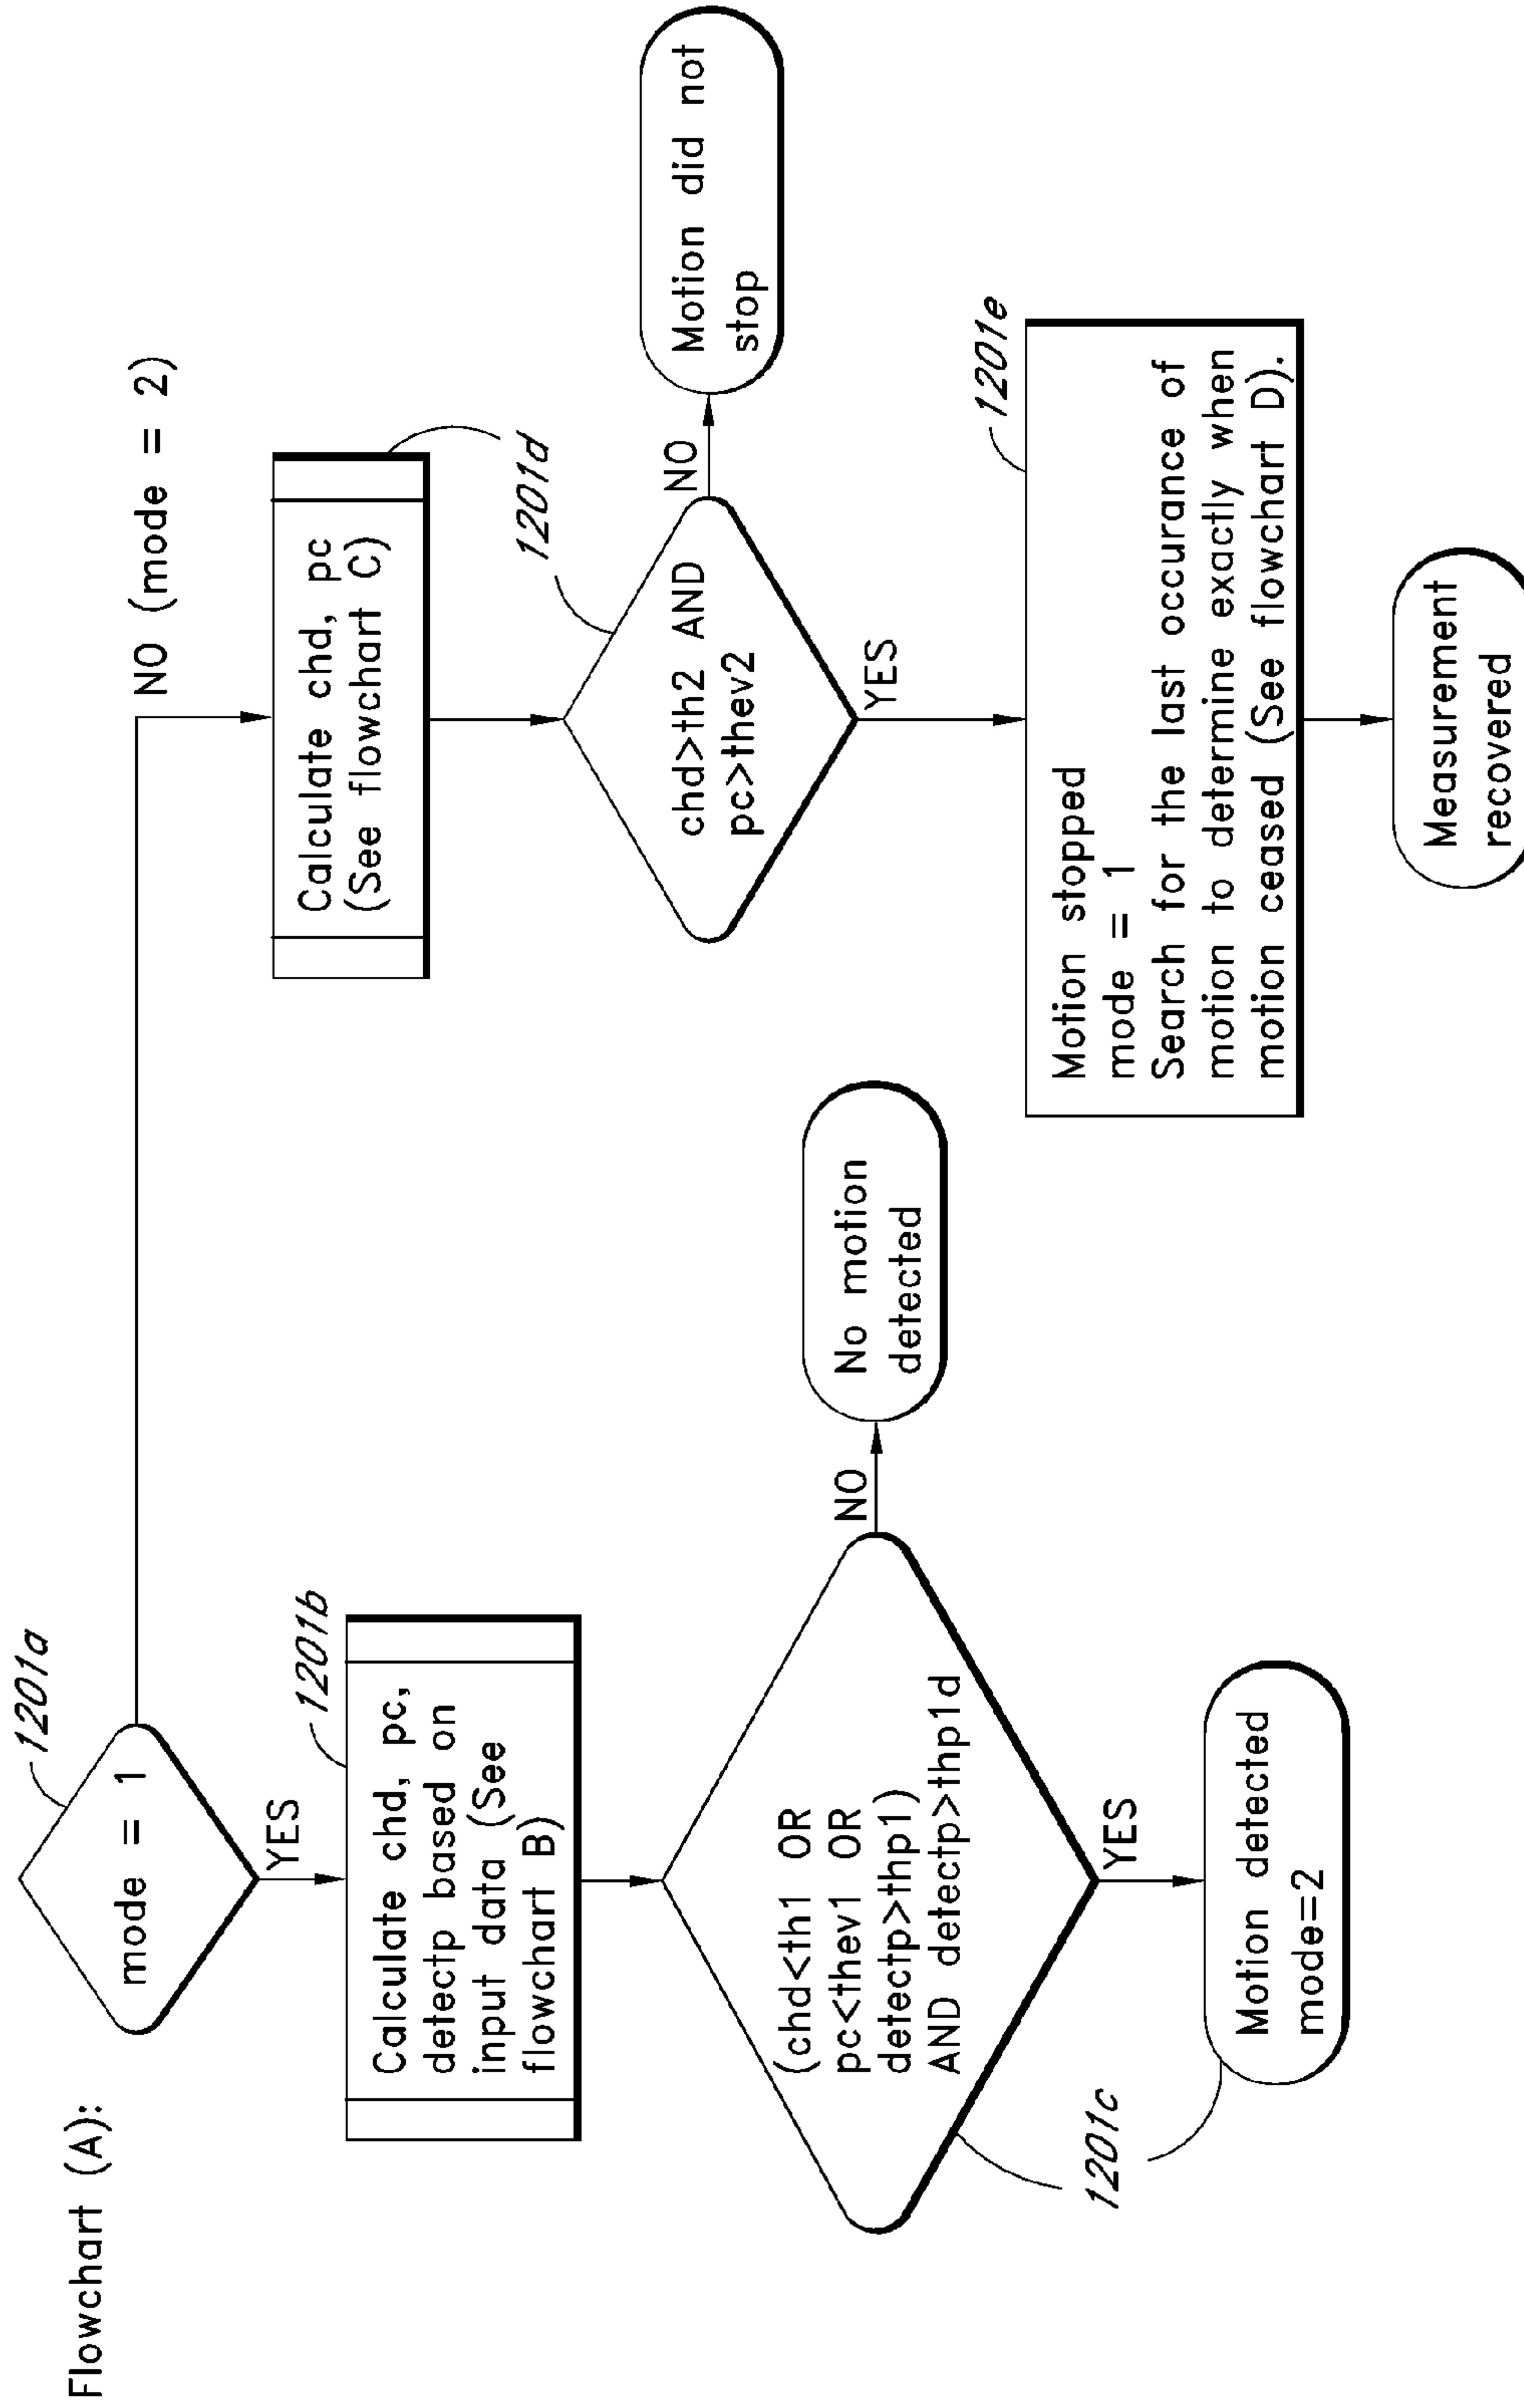 Flowchart (A):
1201a
mode = 1
YES
NO (mode = 2)
1201b
Calculate chd, pc,
detectp based on
input data (See
flowchart B)
(chd<th1 OR
pc<thev1 OR
detectp>thp1)
AND detectp>thp1d
NO
No motion
detected
YES
1201c
Motion detected
mode=2
Calculate chd, pc
(See flowchart C)
1201d
chd>th2 AND
pc>thev2
NO
Motion did not
stop
YES
1201e
Motion stopped
mode = 1
Search for the last occurance of
motion to determine exactly when
motion ceased (See flowchart D).
Measurement
recovered